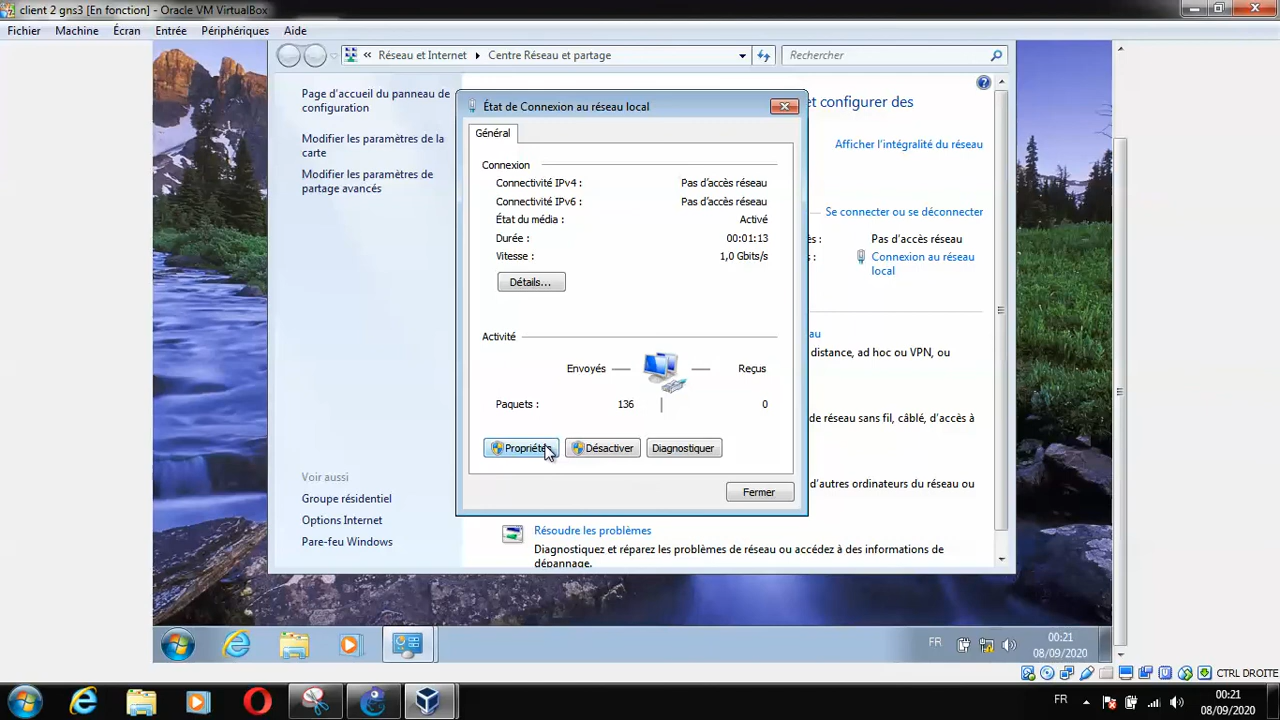 client 2 gns3 [En fonction] - Oracle VM VirtualBox
Fichier Machine Écran Entrée Périphériques Aide
« Réseau et Internet Centre Réseau et partage Rechercher
Page d'accueil du panneau de
configuration
Modifier les paramètres de la
carte
Modifier les paramètres de
partage avancés
Voir aussi
Groupe résidentiel
Options Internet
Pare-feu Windows
État de Connexion au réseau local
Général
Connexion
Connectivité IPv4 : Pas d'accès réseau
Connectivité IPv6 : Pas d'accès réseau
État du média : Activé
Durée : 00:01:13
Vitesse : 1,0 Gbits/s
Détails...
Activité
Envoyés Reçus
Paquets : 136 0
Désactiver Diagnostiquer
Fermer
et configurer des
Afficher l'intégralité du réseau
Se connecter ou se déconnecter
Pas d'accès réseau
Connexion au réseau
local
distance, ad hoc ou VPN, ou
de réseau sans fil, câblé, d'accès à
d'autres ordinateurs du réseau ou
Résoudre les problèmes
Diagnostiquez et réparez les problèmes de réseau ou accédez à des informations de
dépannage.
FR 00:21
08/09/2020
CTRL DROITE
FR 00:21
08/09/2020